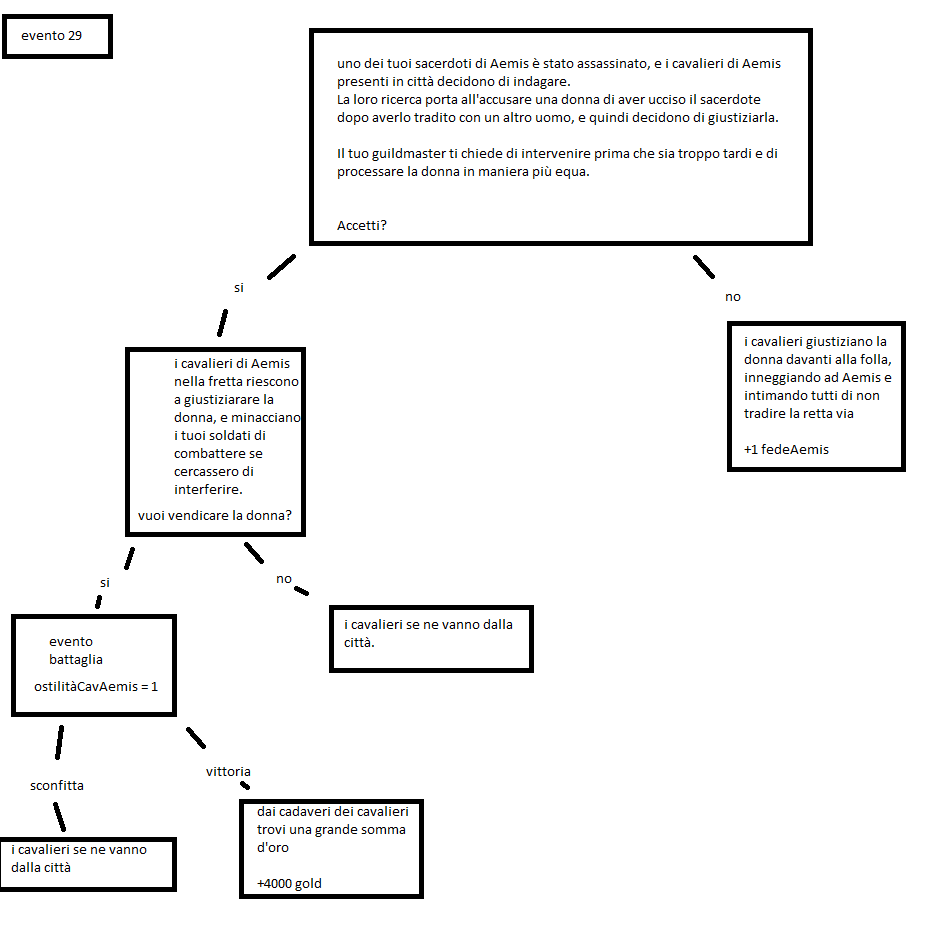 evento 29
uno dei tuoi sacerdoti di Aemis è stato assassinato, e i cavalieri di Aemis
presenti in città decidono di indagare.
La loro ricerca porta all'accusare una donna di aver ucciso il sacerdote
dopo averlo tradito con un altro uomo, e quindi decidono di giustiziarla.
Il tuo guildmaster ti chiede di intervenire prima che sia troppo tardi e di
processare la donna in maniera più equa.
Accetti?
si
no
i cavalieri di Aemis
nella fretta riescono
a giustiziarare la
donna, e minacciano
i tuoi soldati di
combattere se
cercassero di
interferire.
vuoi vendicare la donna?
i cavalieri giustiziano la
donna davanti alla folla,
inneggiando ad Aemis e
intimando tutti di non
tradire la retta via
+1 fedeAemis
si
no
evento
battaglia
ostilitàCavAemis = 1
i cavalieri se ne vanno dalla
città.
sconfitta
vittoria
i cavalieri se ne vanno
dalla città
dai cadaveri dei cavalieri
trovi una grande somma
d'oro
+4000 gold